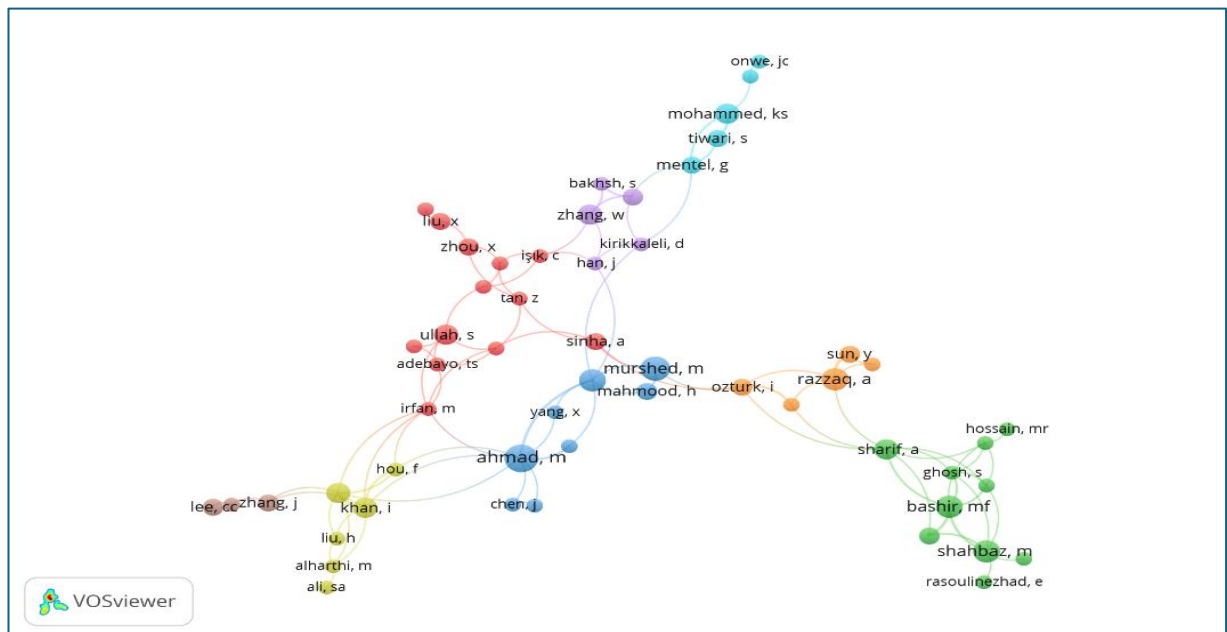 onwe, jc
mohammed, ks
tiwari, s
mentel, g
bakhsh, s
zhang, w
liu, x
kirikkaleli, d
zhou, x
işık, c
han, j
tan, z
ullah, s
sinha, a
adebayo, ts
murshed, m
sun, y
razzaq, a
ozturk, i
mahmood, h
irfan, m
yang, x
hossain, mr
sharif, a
ahmad, m
hou, f
ghosh, s
zhang, j
chen, j
lee, cc
khan, i
bashir, mf
liu, h
shahbaz, m
alharthi, m
rasoulinezhad, e
ali, sa
VOSviewer